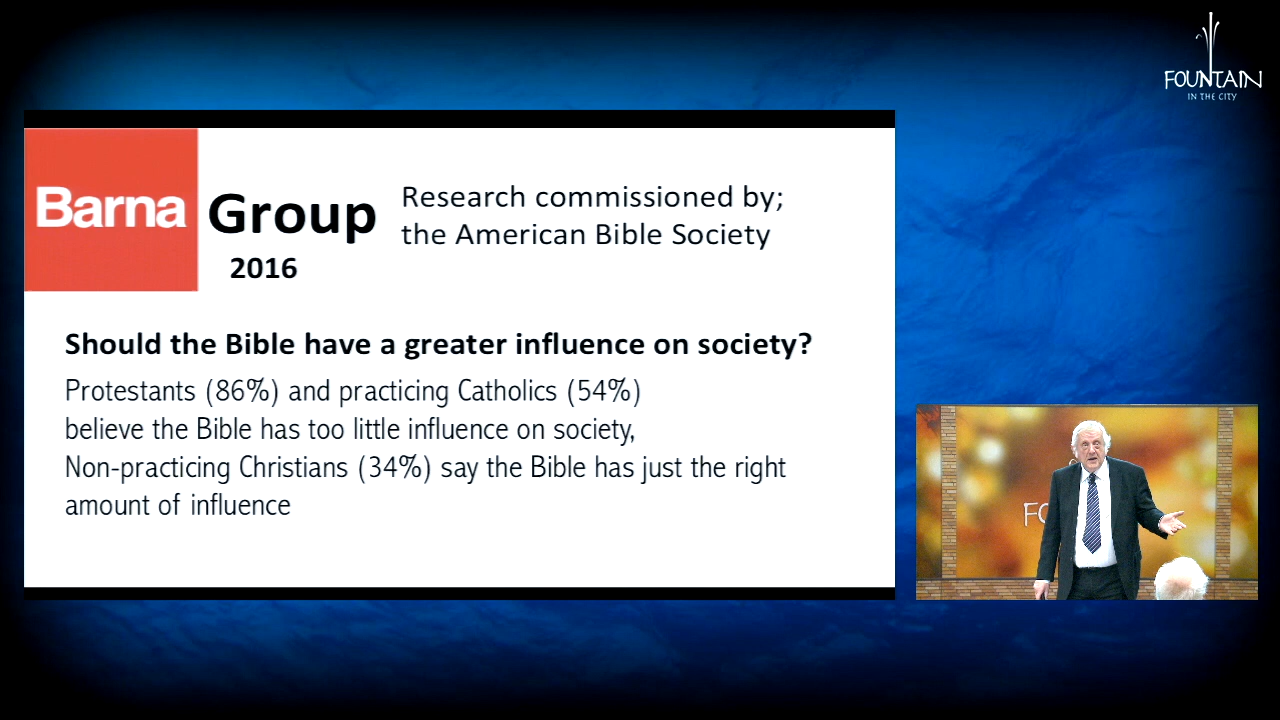 FOUNTAIN
IN THE CITY
Barna Group
2016
Research commissioned by;
the American Bible Society
Should the Bible have a greater influence on society?
Protestants (86%) and practicing Catholics (54%)
believe the Bible has too little influence on society,
Non-practicing Christians (34%) say the Bible has just the right
amount of influence
FO